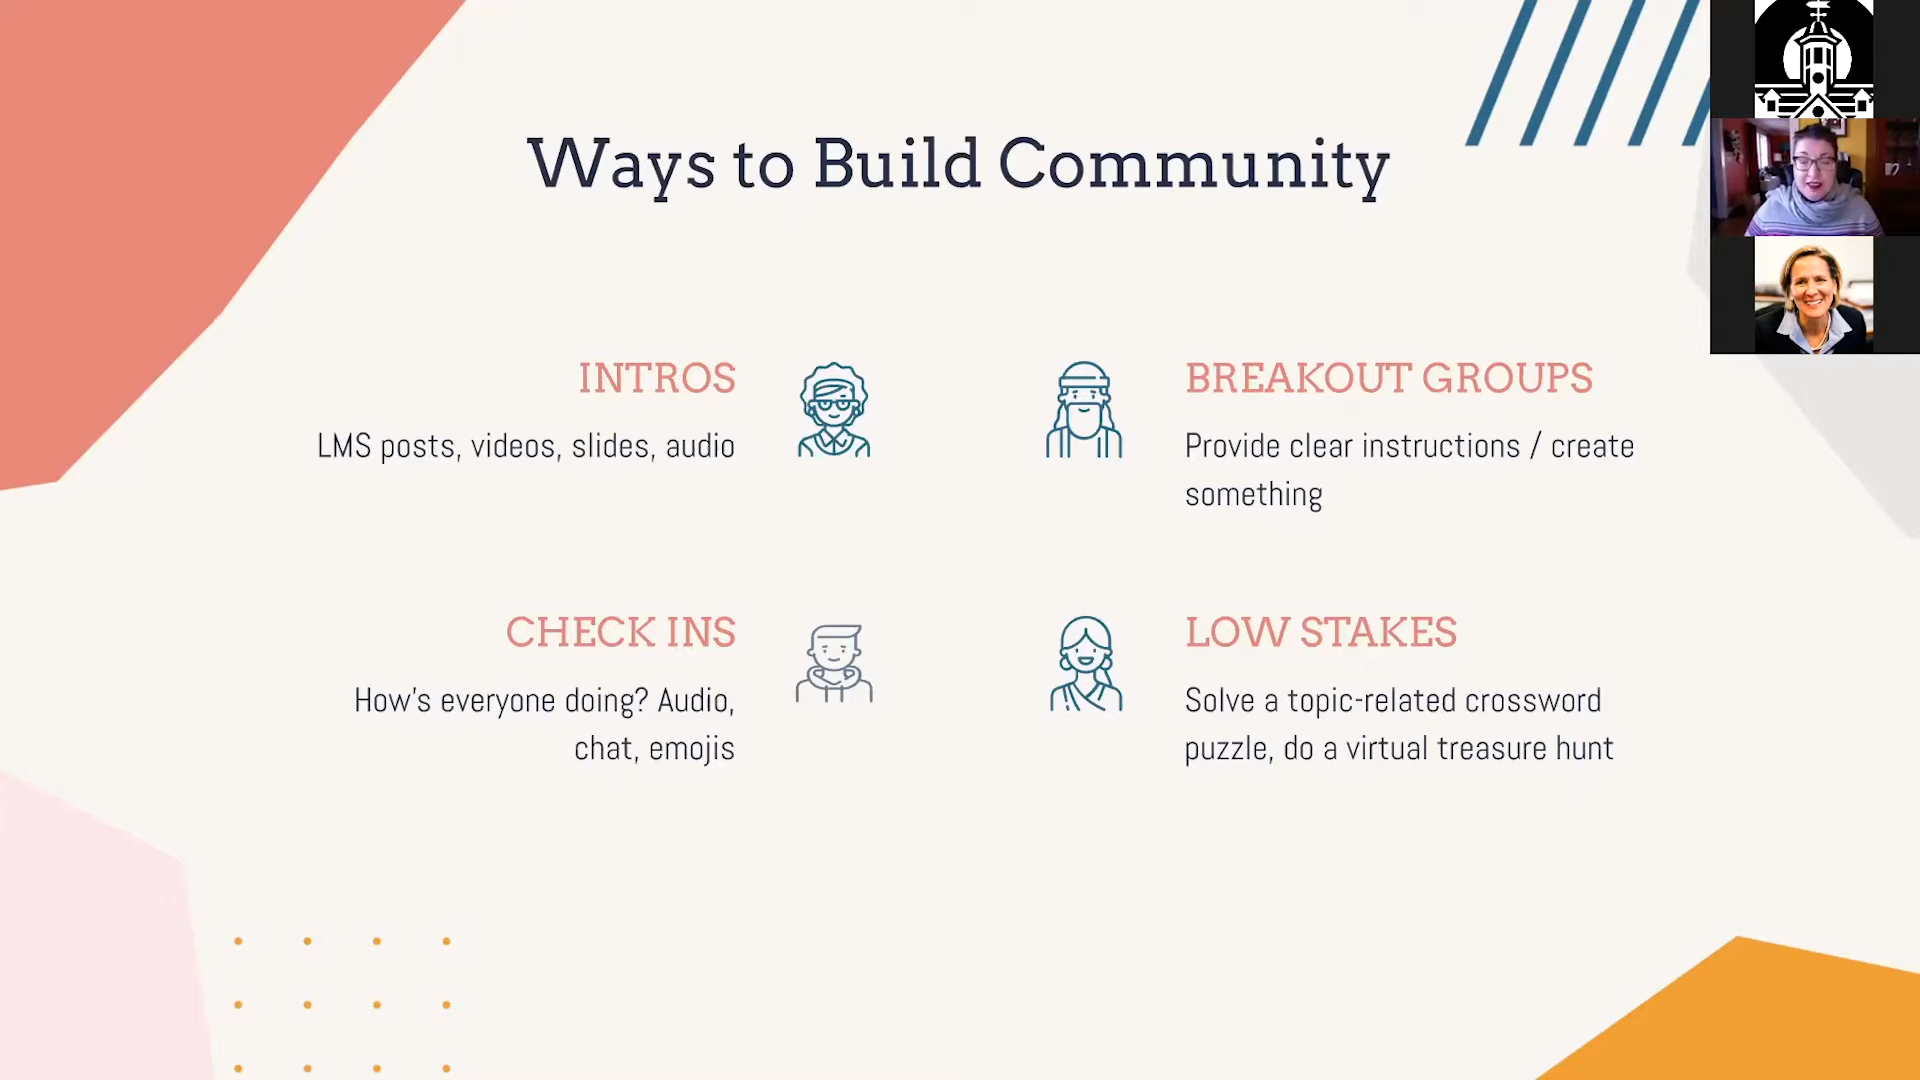 Ways to Build Community
INTROS
LMS posts, videos, slides, audio
BREAKOUT GROUPS
Provide clear instructions / create
something
CHECK INS
How's everyone doing? Audio,
chat, emojis
LOW STAKES
Solve a topic-related crossword
puzzle, do a virtual treasure hunt